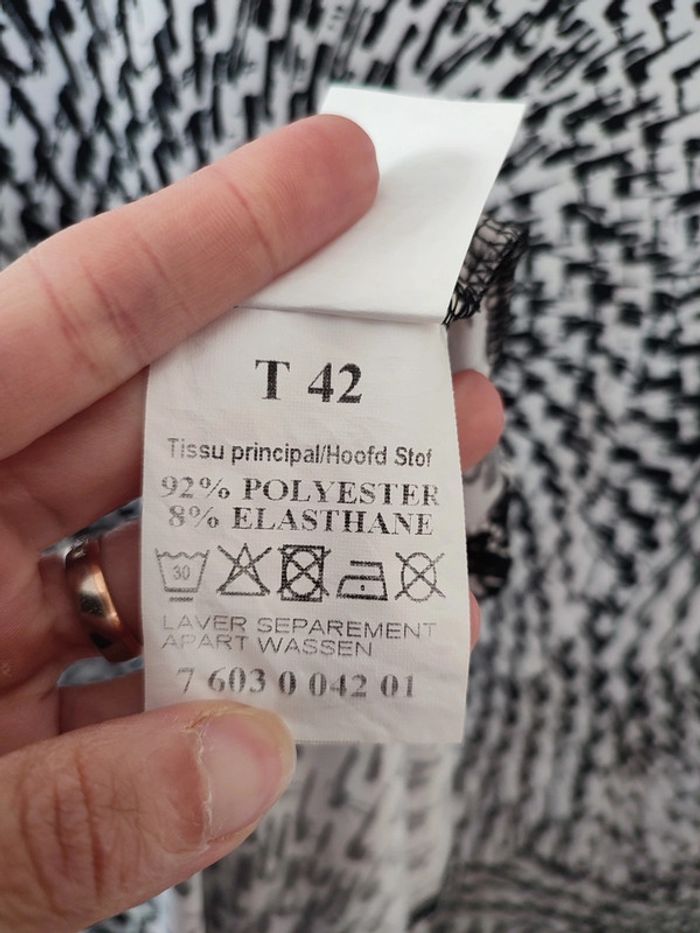 T 42
Tissu principal/Hoofd Stof
92% POLYESTER
8% ELASTHANE
30
LAVER SEPAREMENT
APART WASSEN
7 603 0 042 01